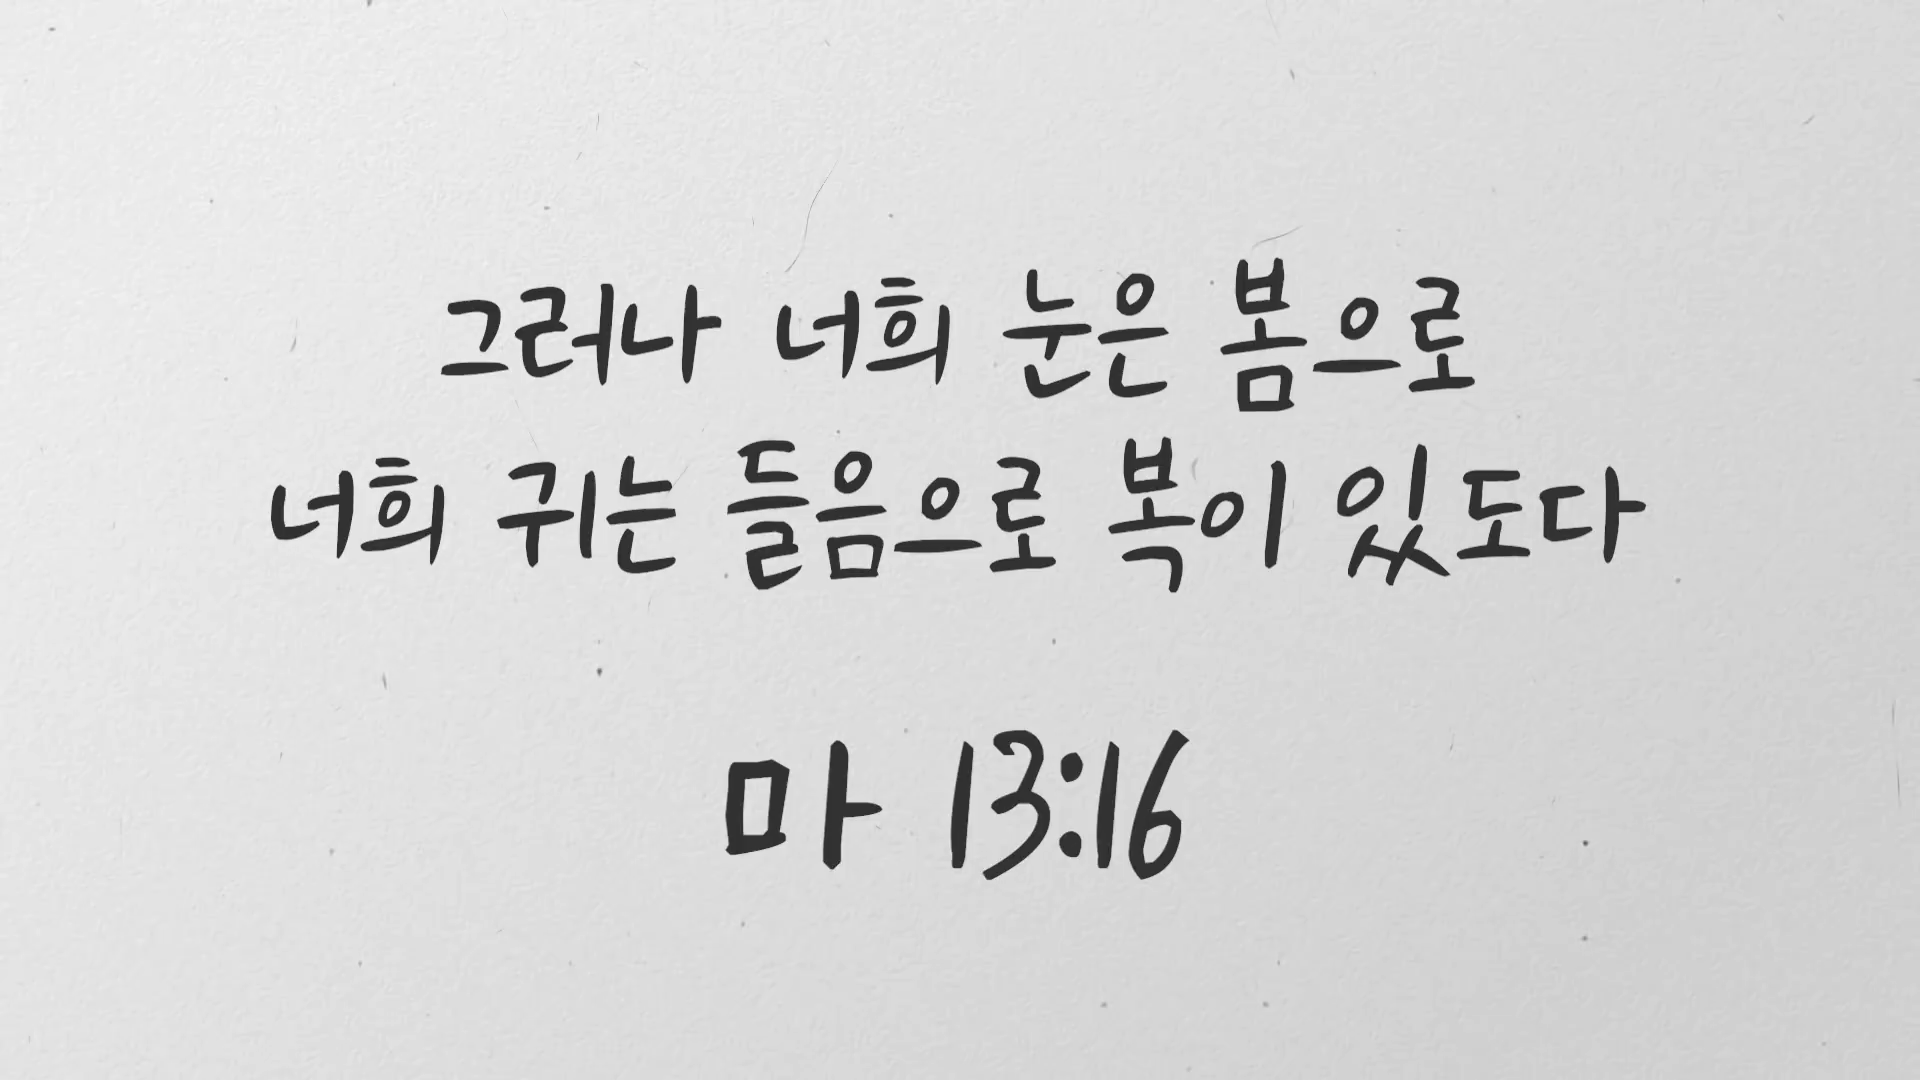 그러나 너희 눈은 봄으로
너희 귀는 들음으로 복이 있도다
마 13:16